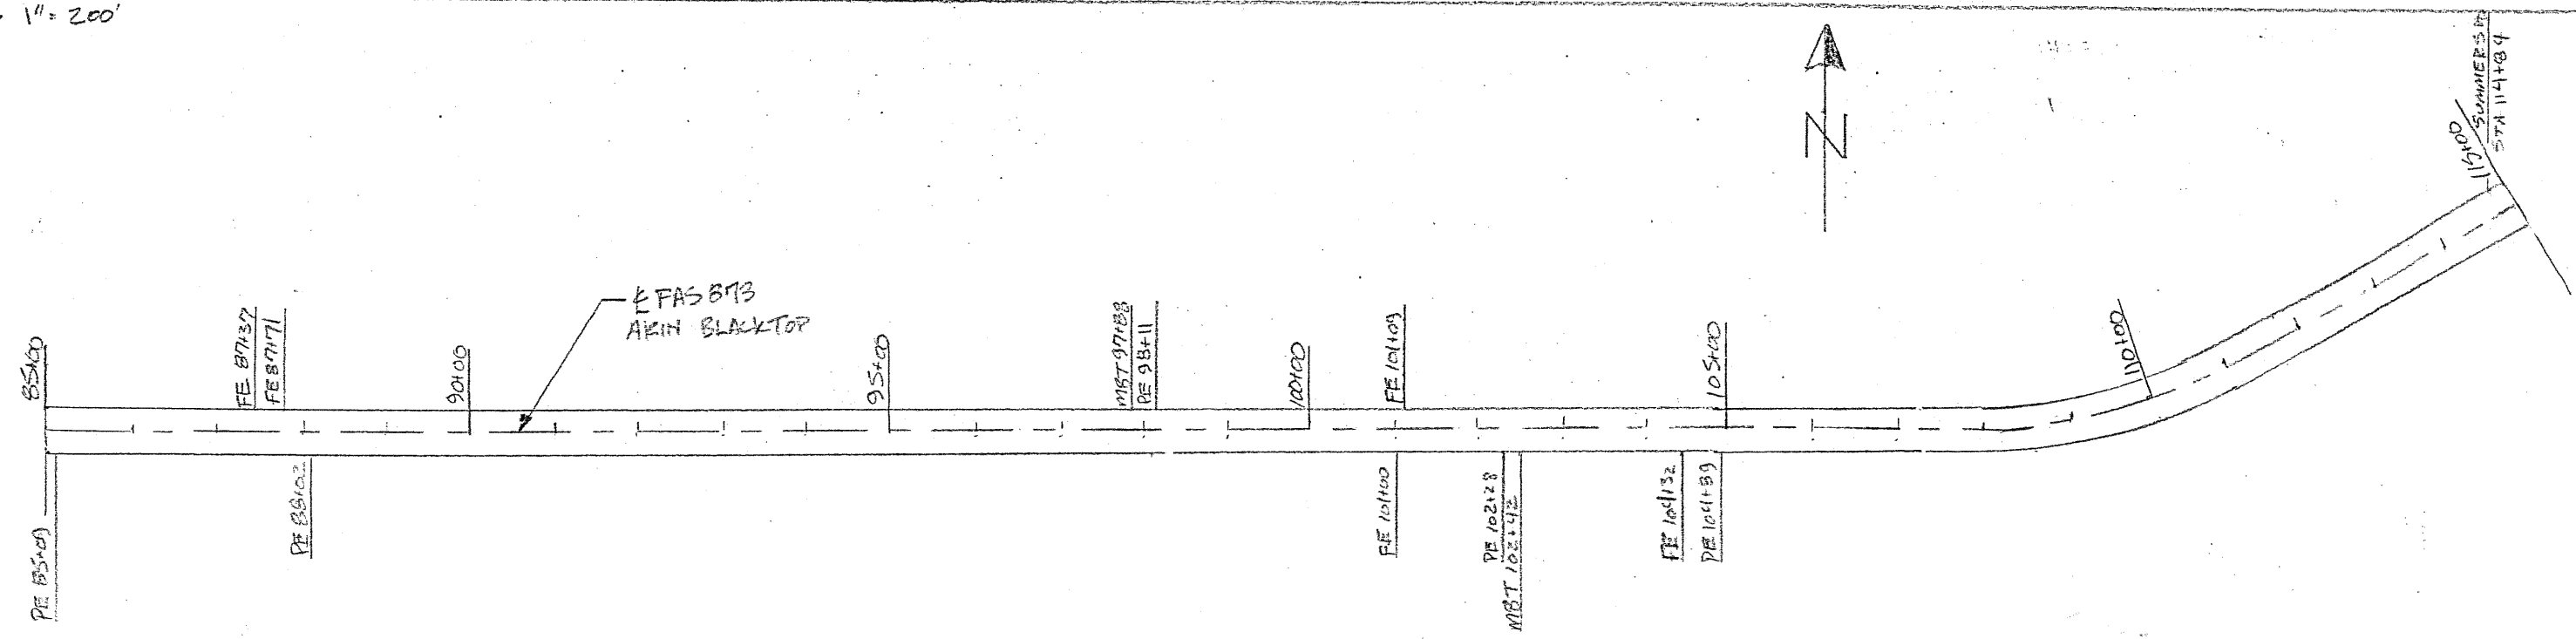 1" = 200'
N
SUMMERS
STA 114+84
115+00
110+00
℄ FAS 873
AKIN BLACKTOP
85+00
FE 87+37
FE 87+71
90+00
95+00
MBT 97+88
PE 98+11
100+00
FE 101+09
105+00
PE 85+09
PE 88+02
FE 101+00
PE 102+28
MBT 102+42
FE 104+32
PE 104+89